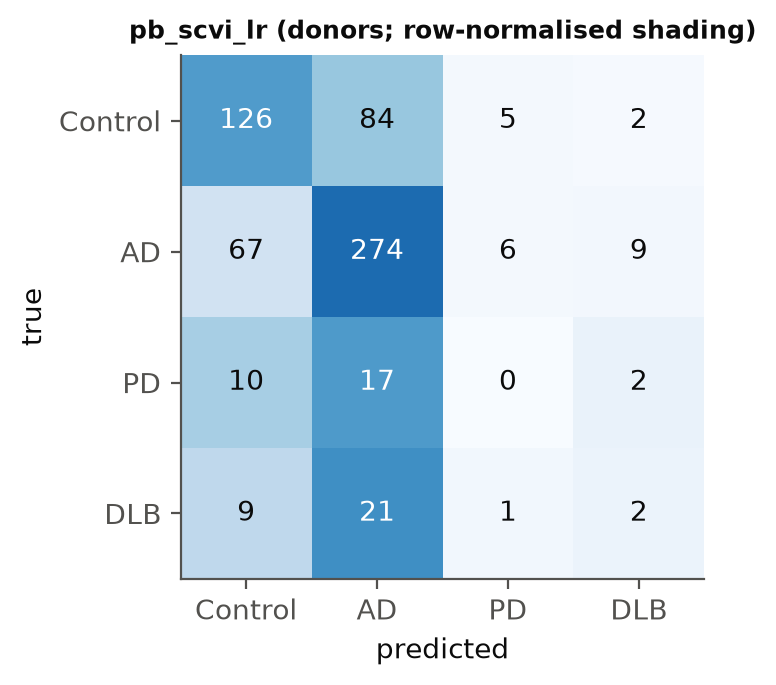 pb_scvi_lr (donors; row-normalised shading)
Control 126 84 5 2
AD 67 274 6 9
PD 10 17 0 2
DLB 9 21 1 2
true
Control AD PD DLB
predicted